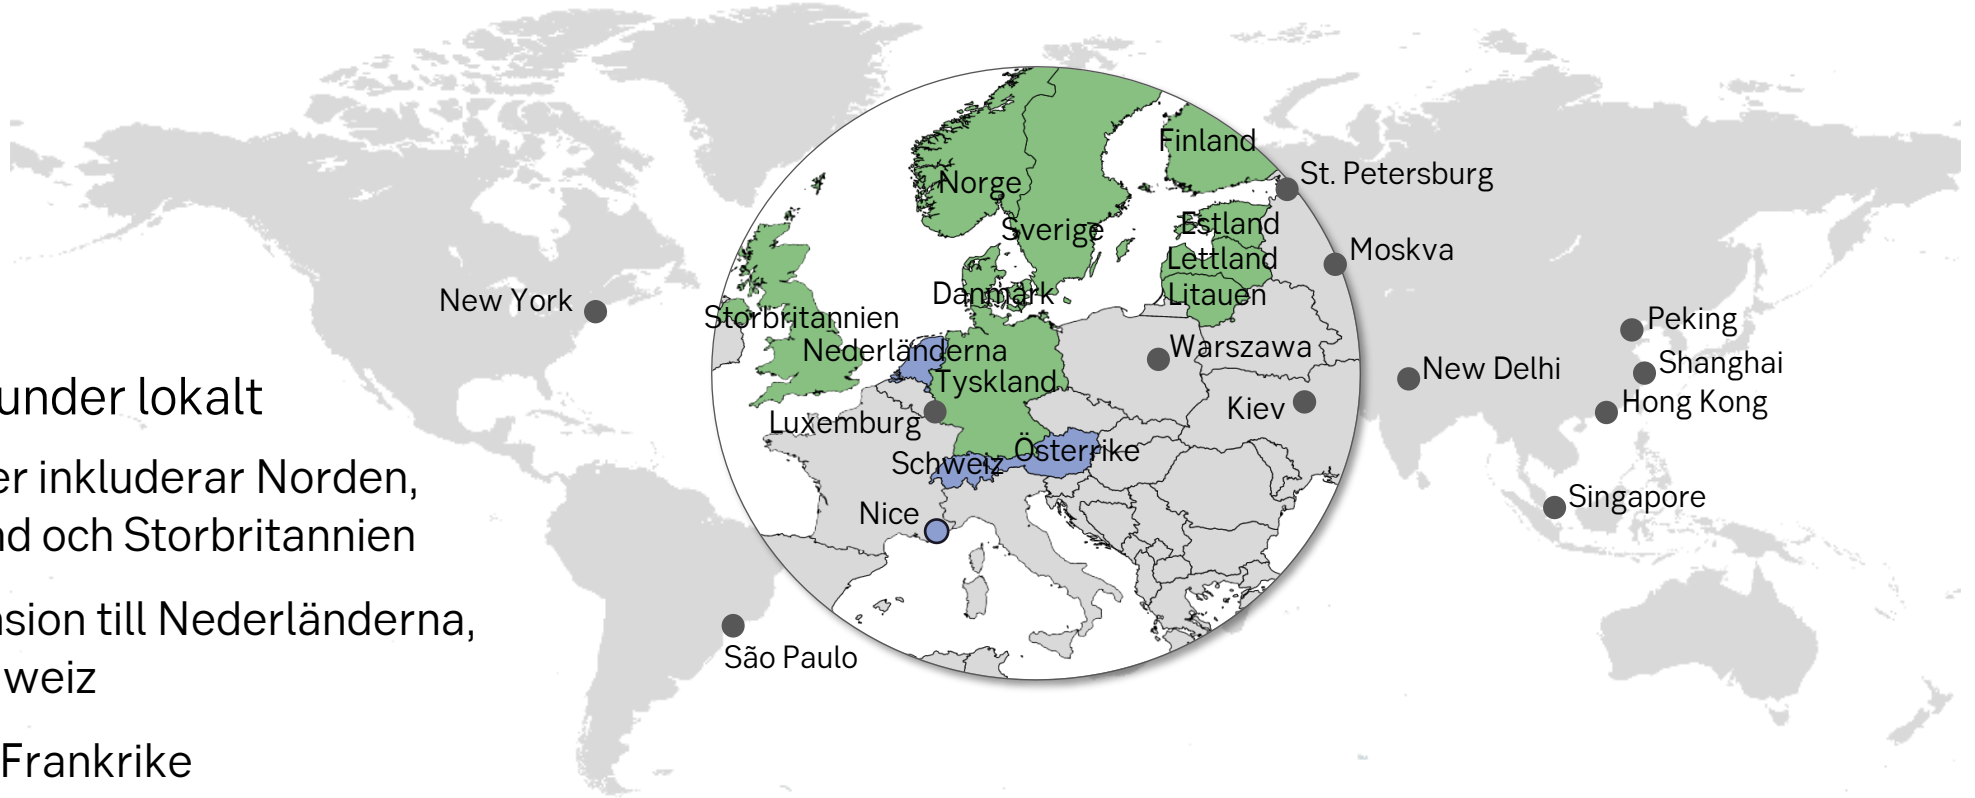 under lokalt
er inkluderar Norden,
nd och Storbritannien
sion till Nederländerna,
weiz
Frankrike
Finland
St. Petersburg
Norge
Estland
Sverige
Moskva
Lettland
Danmark
Litauen
New York
Storbritannien
Peking
Nederländerna
Warszawa
Shanghai
New Delhi
Tyskland
Hong Kong
Luxemburg
Kiev
Österrike
Schweiz
Singapore
Nice
São Paulo